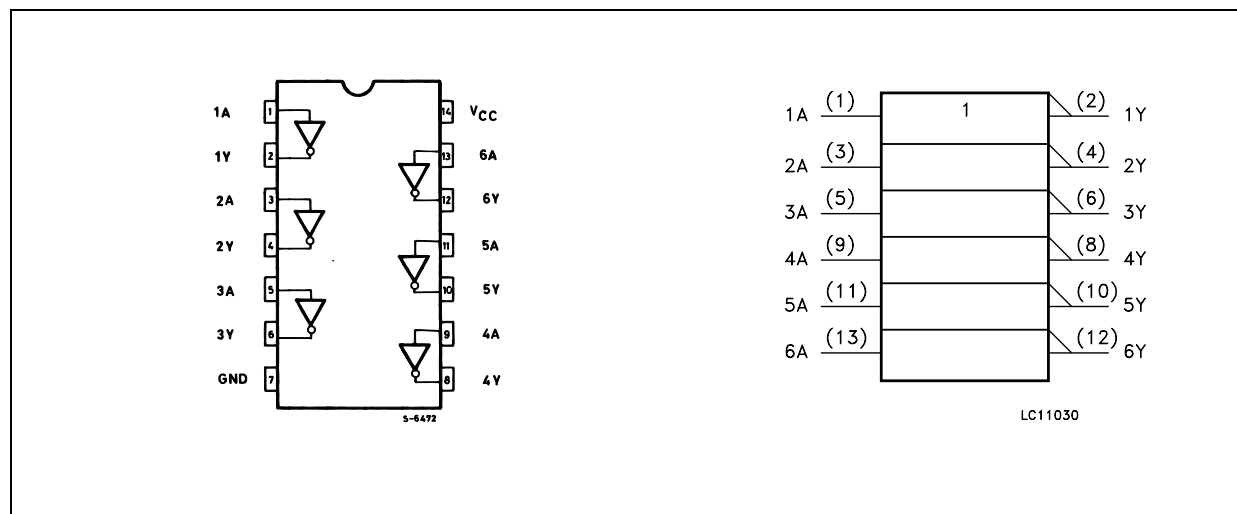 1A 1 14 VCC
1Y 2 13 6A
2A 3 12 6Y
2Y 4 11 5A
3A 5 10 5Y
3Y 6 9 4A
GND 7 8 4Y
S-6472
1A (1) 1 (2) 1Y
2A (3) (4) 2Y
3A (5) (6) 3Y
4A (9) (8) 4Y
5A (11) (10) 5Y
6A (13) (12) 6Y
LC11030